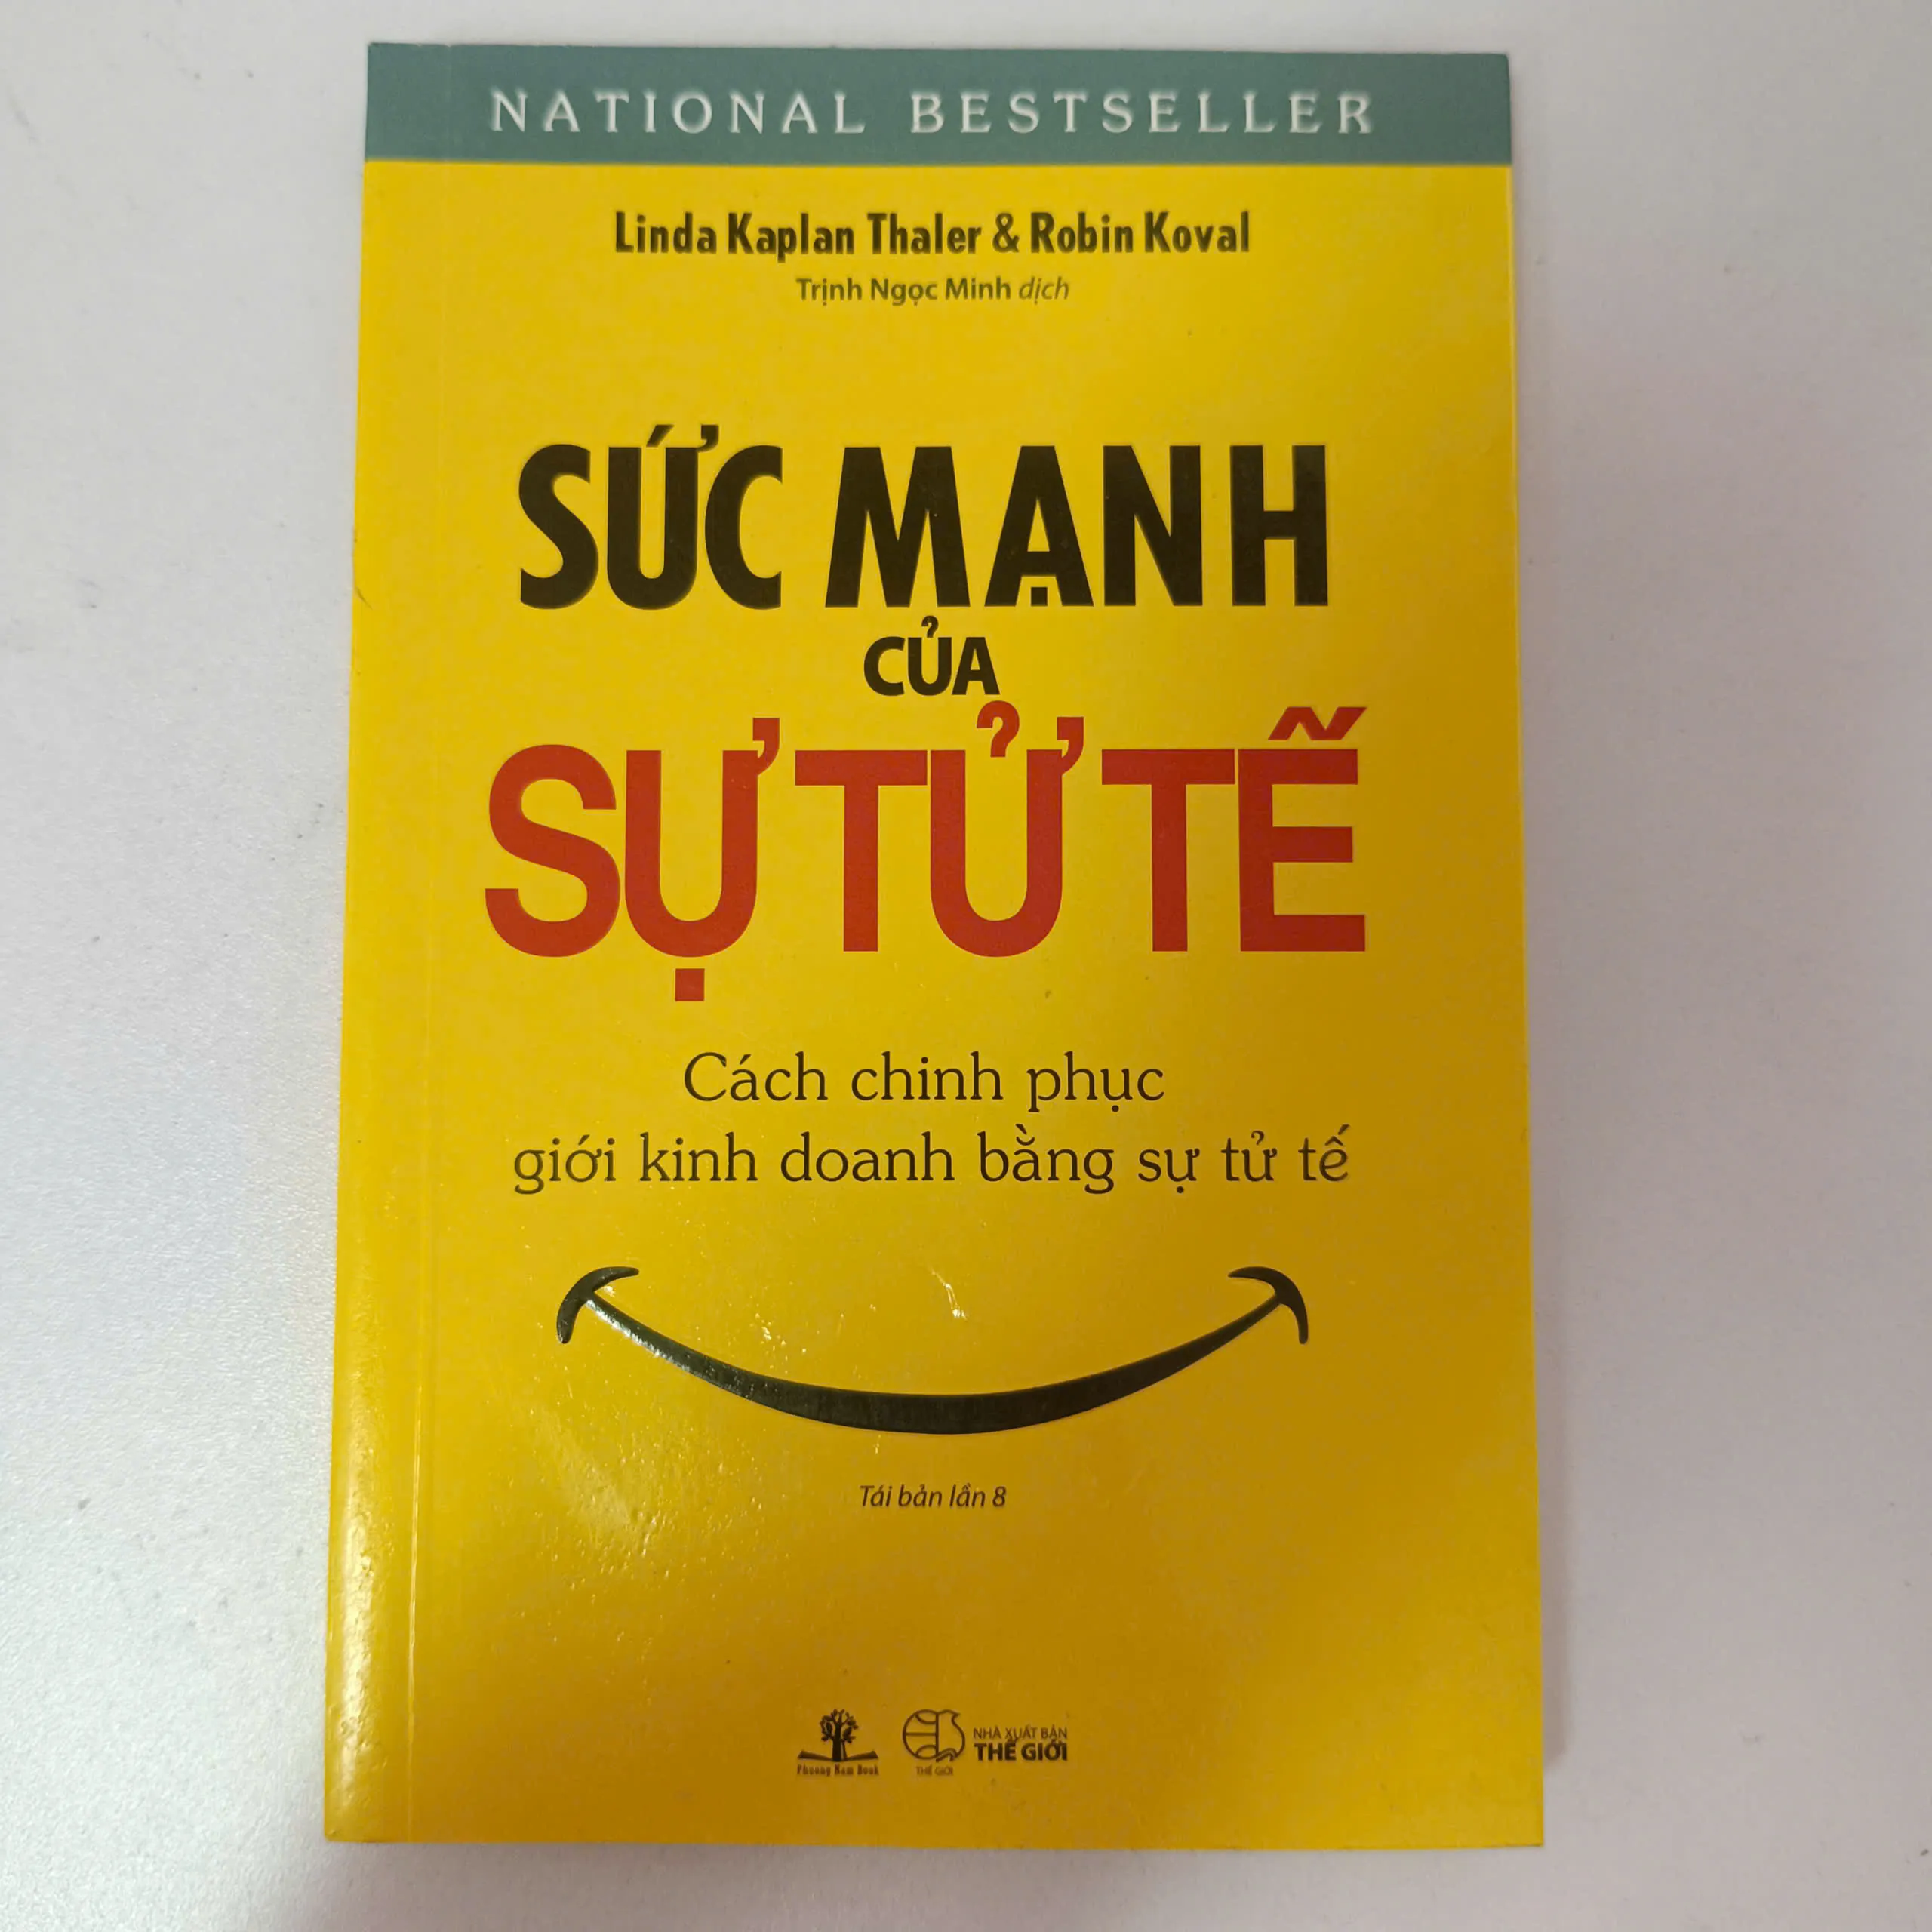 NATIONAL BESTSELLER
Linda Kaplan Thaler & Robin Koval
Trịnh Ngọc Minh dịch
SỨC MẠNH
CỦA
SỰ TỬ TẾ
Cách chinh phục
giới kinh doanh bằng sự tử tế
Tái bản lần 8
Phuong Nam Book
THẾ GIỚI
NHÀ XUẤT BẢN
THẾ GIỚI